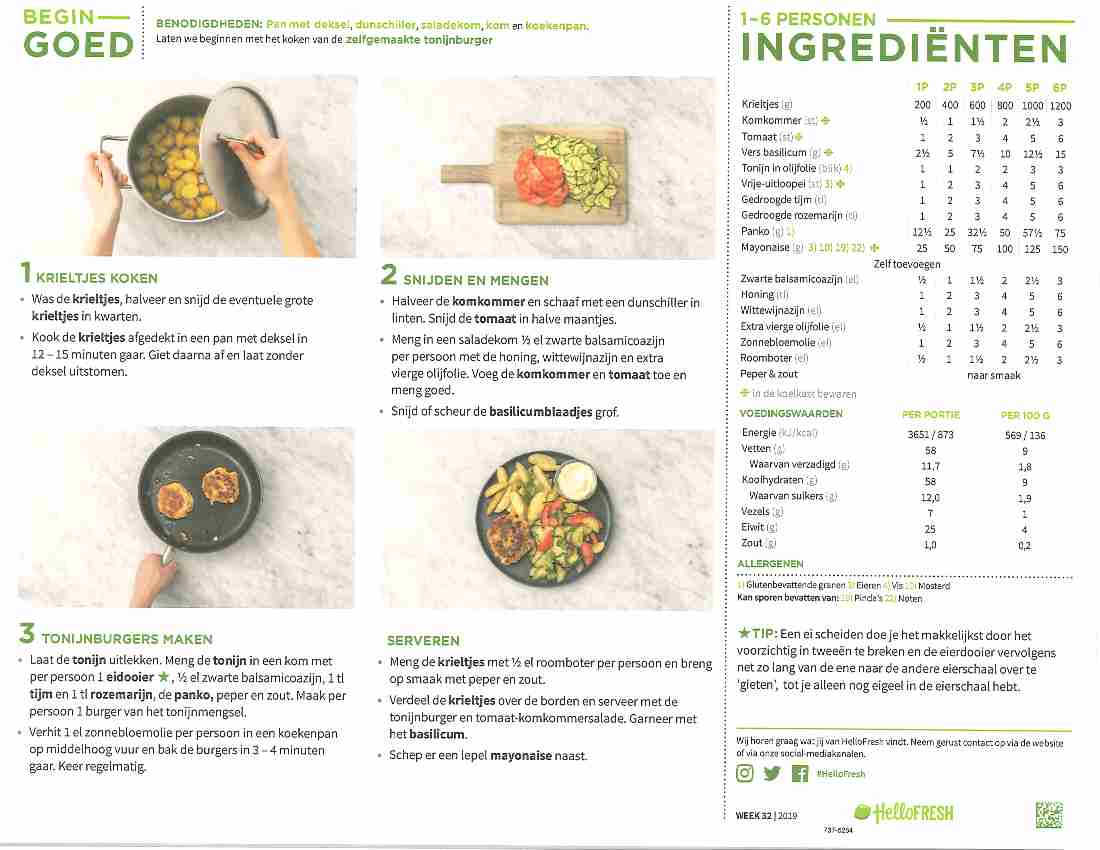 BEGIN
GOED
BENODIGDHEDEN: Pan met deksel, dunschiller, saladekom, kom en koekenpan.
Laten we beginnen met het koken van de zelfgemaakte tonijnburger
1 KRIELTJES KOKEN
• Was de krieltjes, halveer en snijd de eventuele grote
krieltjes in kwarten.
• Kook de krieltjes afgedekt in een pan met deksel in
12 – 15 minuten gaar. Giet daarna af en laat zonder
deksel uitstomen.
2 SNIJDEN EN MENGEN
• Halveer de komkommer en schaaf met een dunschiller in
linten. Snijd de tomaat in halve maantjes.
• Meng in een saladekom ½ el zwarte balsamicoazijn
per persoon met de honing, wittewijnazijn en extra
vierge olijfolie. Voeg de komkommer en tomaat toe en
meng goed.
• Snijd of scheur de basilicumblaadjes grof.
3 TONIJNBURGERS MAKEN
• Laat de tonijn uitlekken. Meng de tonijn in een kom met
per persoon 1 eidooier ★, ½ el zwarte balsamicoazijn, 1 tl
tijm en 1 tl rozemarijn, de panko, peper en zout. Maak per
persoon 1 burger van het tonijnmengsel.
• Verhit 1 el zonnebloemolie per persoon in een koekenpan
op middelhoog vuur en bak de burgers in 3 – 4 minuten
gaar. Keer regelmatig.
SERVEREN
• Meng de krieltjes met ½ el roomboter per persoon en breng
op smaak met peper en zout.
• Verdeel de krieltjes over de borden en serveer met de
tonijnburger en tomaat-komkommersalade. Garneer met
het basilicum.
• Schep er een lepel mayonaise naast.
1–6 PERSONEN
INGREDIËNTEN
1P 2P 3P 4P 5P 6P
Krieltjes (g) 200 400 600 800 1000 1200
Komkommer (st) ½ 1 1½ 2 2½ 3
Tomaat (st) 1 2 3 4 5 6
Vers basilicum (g) 2½ 5 7½ 10 12½ 15
Tonijn in olijfolie (blik) 4) 1 1 2 2 3 3
Vrije-uitloopei (st) 3) 1 2 3 4 5 6
Gedroogde tijm (tl) 1 2 3 4 5 6
Gedroogde rozemarijn (tl) 1 2 3 4 5 6
Panko (g) 1) 12½ 25 32½ 50 57½ 75
Mayonaise (g) 3) 10) 19) 22) 25 50 75 100 125 150
Zelf toevoegen
Zwarte balsamicoazijn (el) ½ 1 1½ 2 2½ 3
Honing (tl) 1 2 3 4 5 6
Wittewijnazijn (el) 1 2 3 4 5 6
Extra vierge olijfolie (el) ½ 1 1½ 2 2½ 3
Zonnebloemolie (el) 1 2 3 4 5 6
Roomboter (el) ½ 1 1½ 2 2½ 3
Peper & zout naar smaak
in de koelkast bewaren
VOEDINGSWAARDEN PER PORTIE PER 100 G
Energie (kJ/kcal) 3651 / 873 569 / 136
Vetten (g) 58 9
Waarvan verzadigd (g) 11,7 1,8
Koolhydraten (g) 58 9
Waarvan suikers (g) 12,0 1,9
Vezels (g) 7 1
Eiwit (g) 25 4
Zout (g) 1,0 0,2
ALLERGENEN
1) Glutenbevattende granen 3) Eieren 4) Vis 10) Mosterd
Kan sporen bevatten van: 19) Pinda's 22) Noten
★TIP: Een ei scheiden doe je het makkelijkst door het
voorzichtig in tweeën te breken en de eierdooier vervolgens
net zo lang van de ene naar de andere eierschaal over te
'gieten', tot je alleen nog eigeel in de eierschaal hebt.
Wij horen graag wat jij van HelloFresh vindt. Neem gerust contact op via de website
of via onze social-mediakanalen.
#HelloFresh
WEEK 32 | 2019
HelloFRESH
737-6294